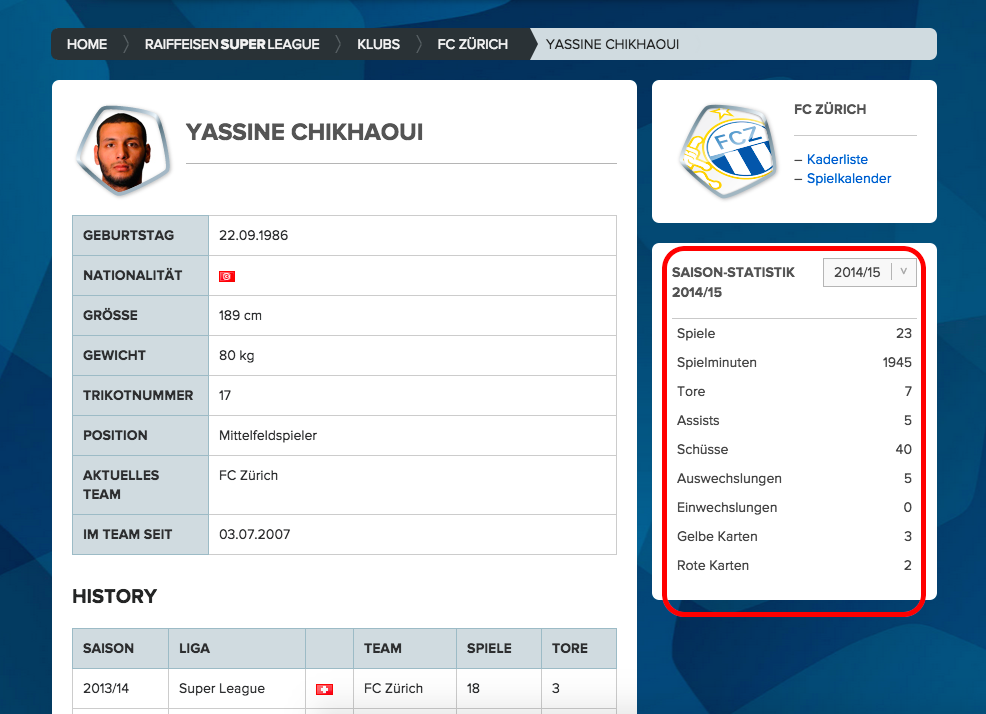 HOME
RAIFFEISEN SUPER LEAGUE
KLUBS
FC ZÜRICH
YASSINE CHIKHAOUI
YASSINE CHIKHAOUI
GEBURTSTAG 22.09.1986
NATIONALITÄT
GRÖSSE 189 cm
GEWICHT 80 kg
TRIKOTNUMMER 17
POSITION Mittelfeldspieler
AKTUELLES TEAM FC Zürich
IM TEAM SEIT 03.07.2007
HISTORY
SAISON LIGA TEAM SPIELE TORE
2013/14 Super League FC Zürich 18 3
FCZ
FC ZÜRICH
– Kaderliste
– Spielkalender
SAISON-STATISTIK
2014/15
2014/15
Spiele 23
Spielminuten 1945
Tore 7
Assists 5
Schüsse 40
Auswechslungen 5
Einwechslungen 0
Gelbe Karten 3
Rote Karten 2